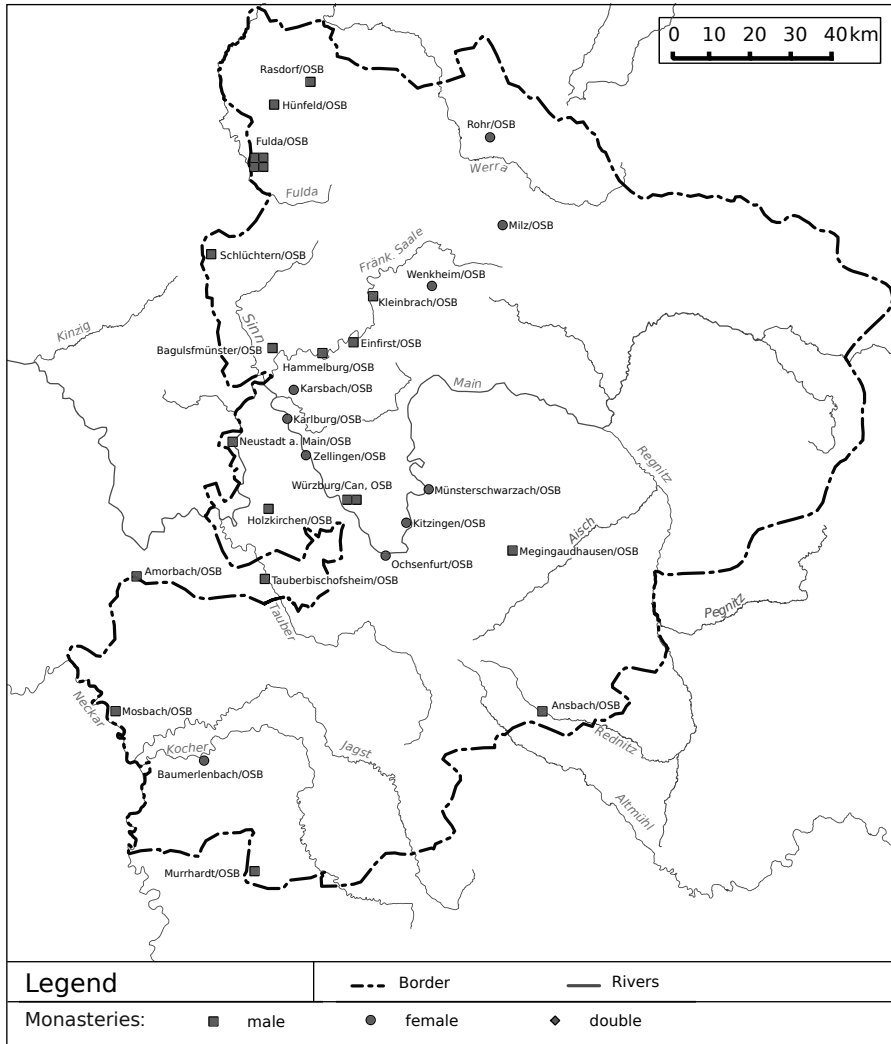 0 10 20 30 40km
Rasdorf/OSB
Hünfeld/OSB
Rohr/OSB
Fulda/OSB
Werra
Fulda
Milz/OSB
Schlüchtern/OSB
Fränk. Saale
Wenkheim/OSB
Kleinbrach/OSB
Kinzig
Sinn
Bagulsfmünster/OSB
Einfirst/OSB
Hammelburg/OSB
Karsbach/OSB
Main
Karlburg/OSB
Neustadt a. Main/OSB
Zellingen/OSB
Regnitz
Würzburg/Can, OSB
Münsterschwarzach/OSB
Holzkirchen/OSB
Kitzingen/OSB
Aisch
Megingaudhausen/OSB
Ochsenfurt/OSB
Amorbach/OSB
Tauberbischofsheim/OSB
Tauber
Pegnitz
Neckar
Mosbach/OSB
Ansbach/OSB
Rednitz
Kocher
Jagst
Baumerlenbach/OSB
Altmühl
Murrhardt/OSB
Legend
Border
Rivers
Monasteries:
male
female
double